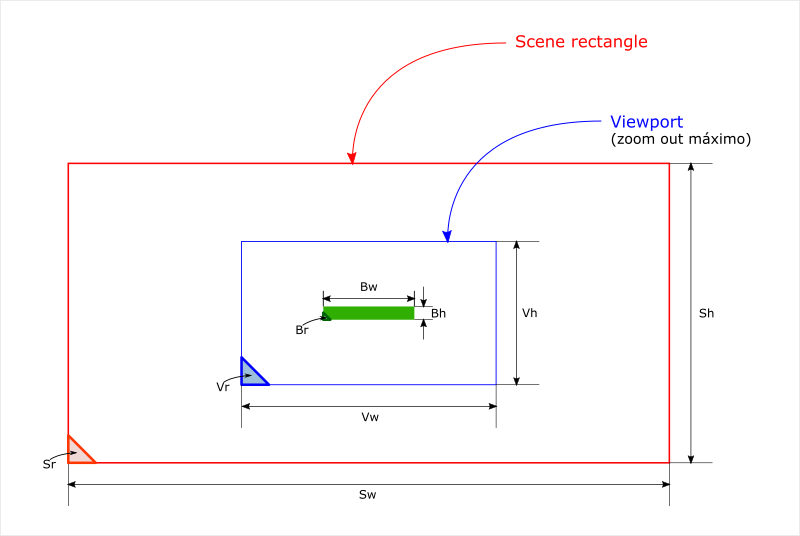 Scene rectangle
Viewport
(zoom out máximo)
Bw
Bh
Br
Vh
Sh
Vr
Vw
Sr
Sw